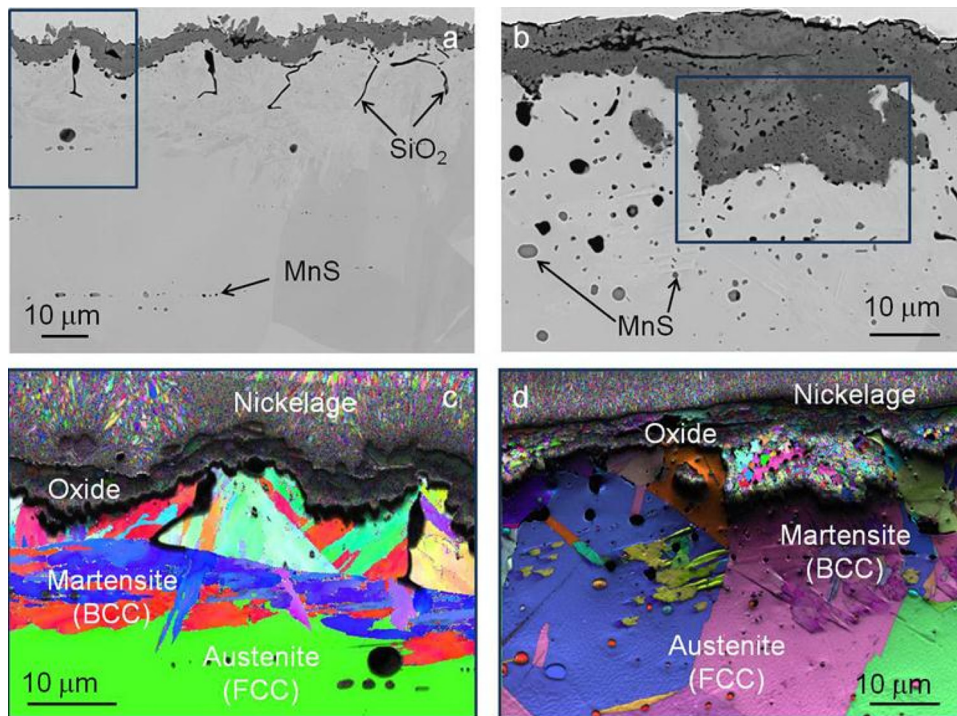 a
SiO₂
MnS
10 μm
b
MnS
10 μm
Nickelage
c
Oxide
Martensite
(BCC)
Austenite
(FCC)
10 μm
d
Nickelage
Oxide
Martensite
(BCC)
Austenite
(FCC)
10 μm